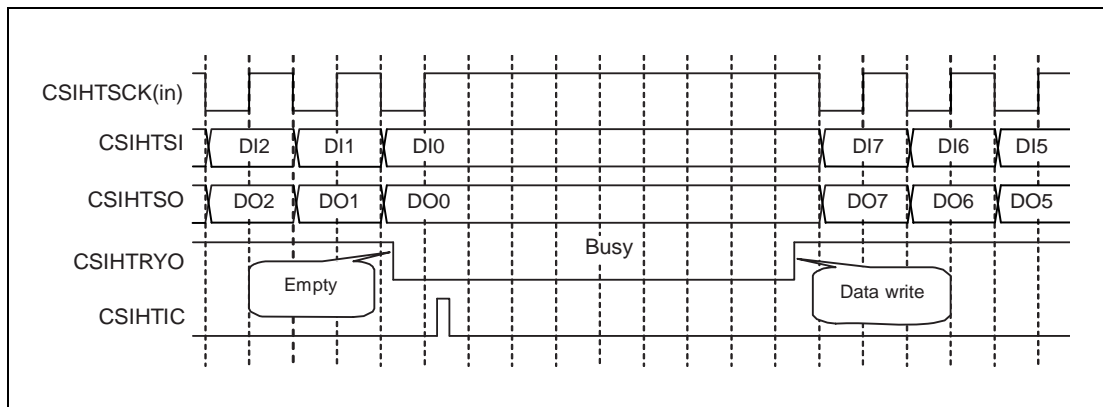 CSIHTSCK(in)
CSIHTSI DI2 DI1 DI0 DI7 DI6 DI5
CSIHTSO DO2 DO1 DO0 DO7 DO6 DO5
Busy
CSIHTRYO
Empty Data write
CSIHTIC